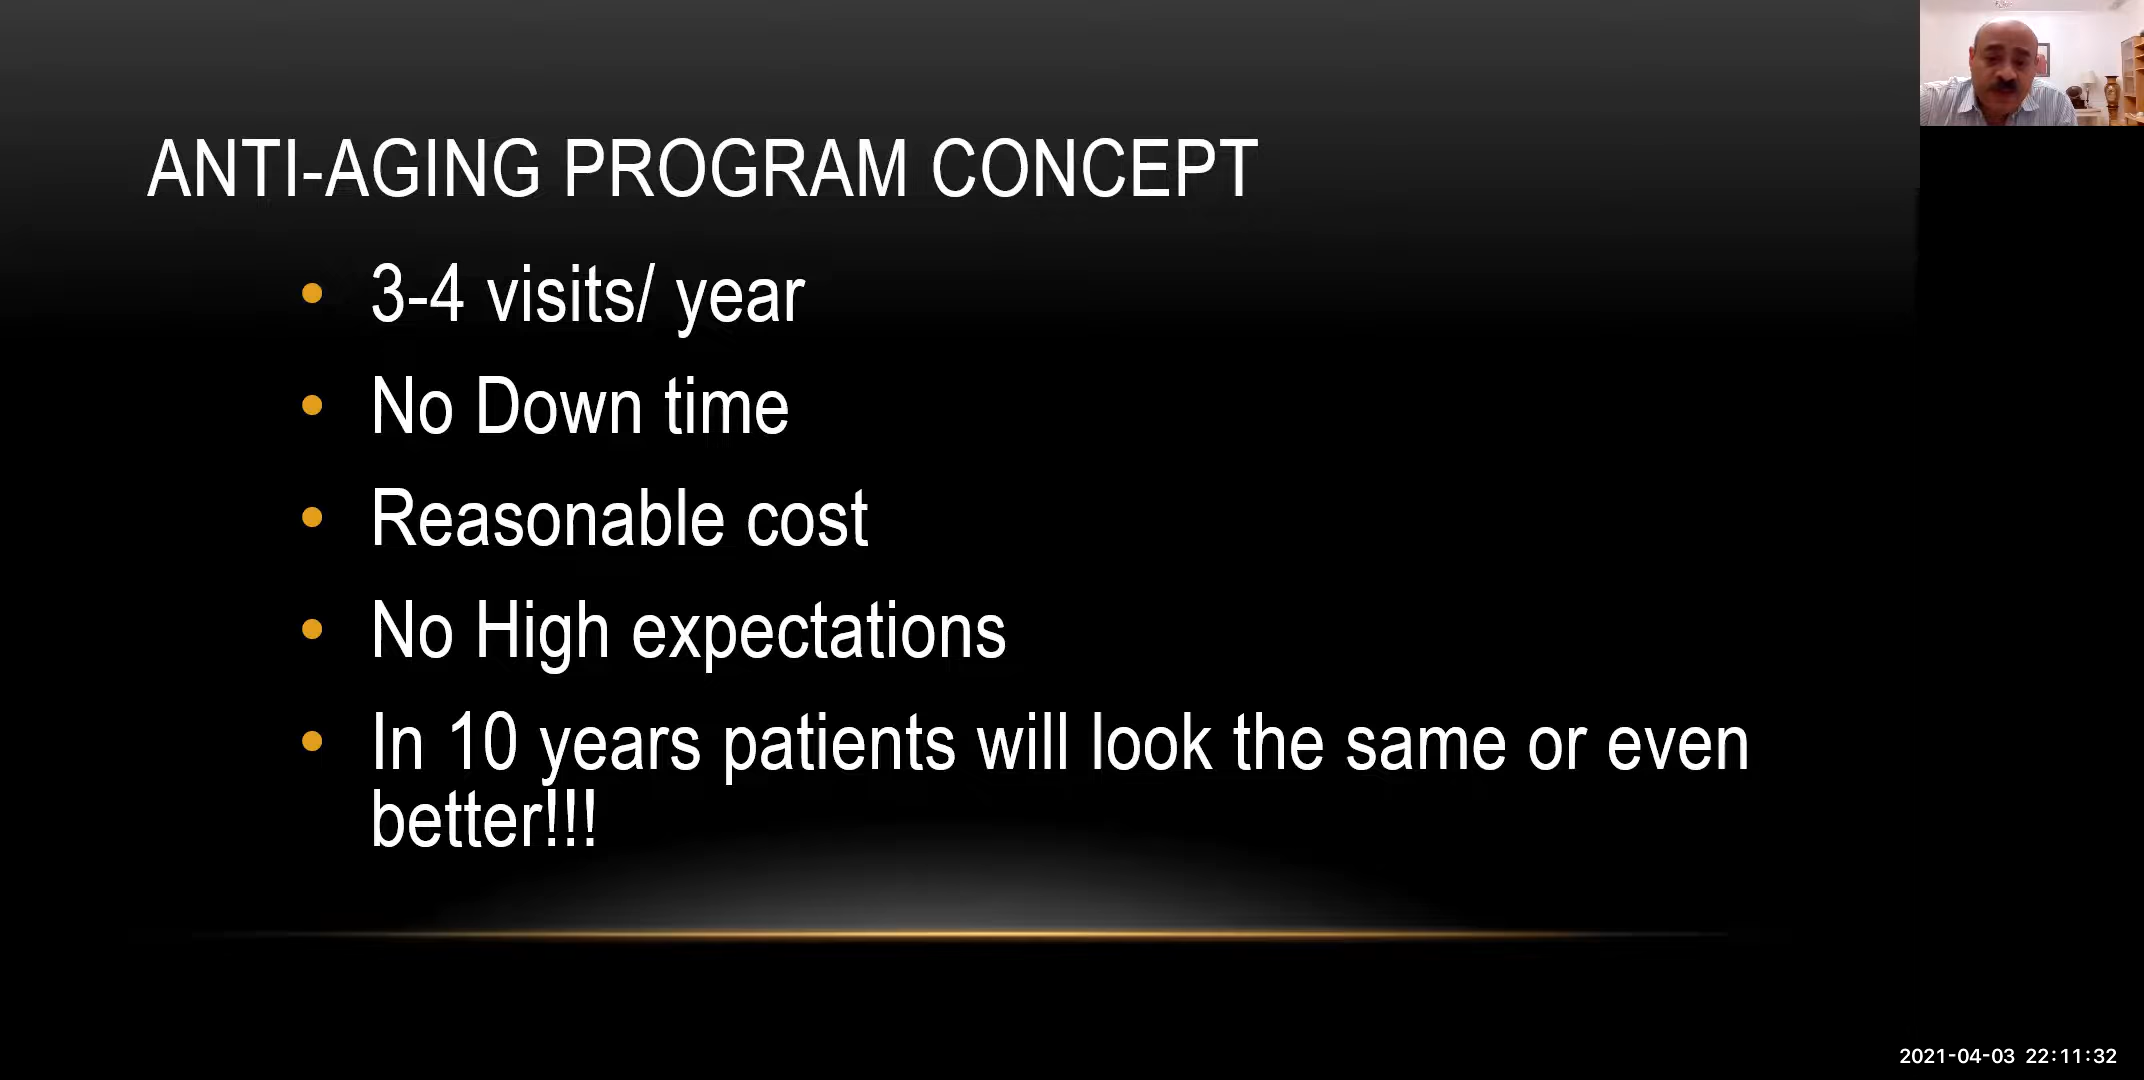 ANTI-AGING PROGRAM CONCEPT
• 3-4 visits/ year
• No Down time
• Reasonable cost
• No High expectations
• In 10 years patients will look the same or even
better!!!
2021-04-03 22:11:32